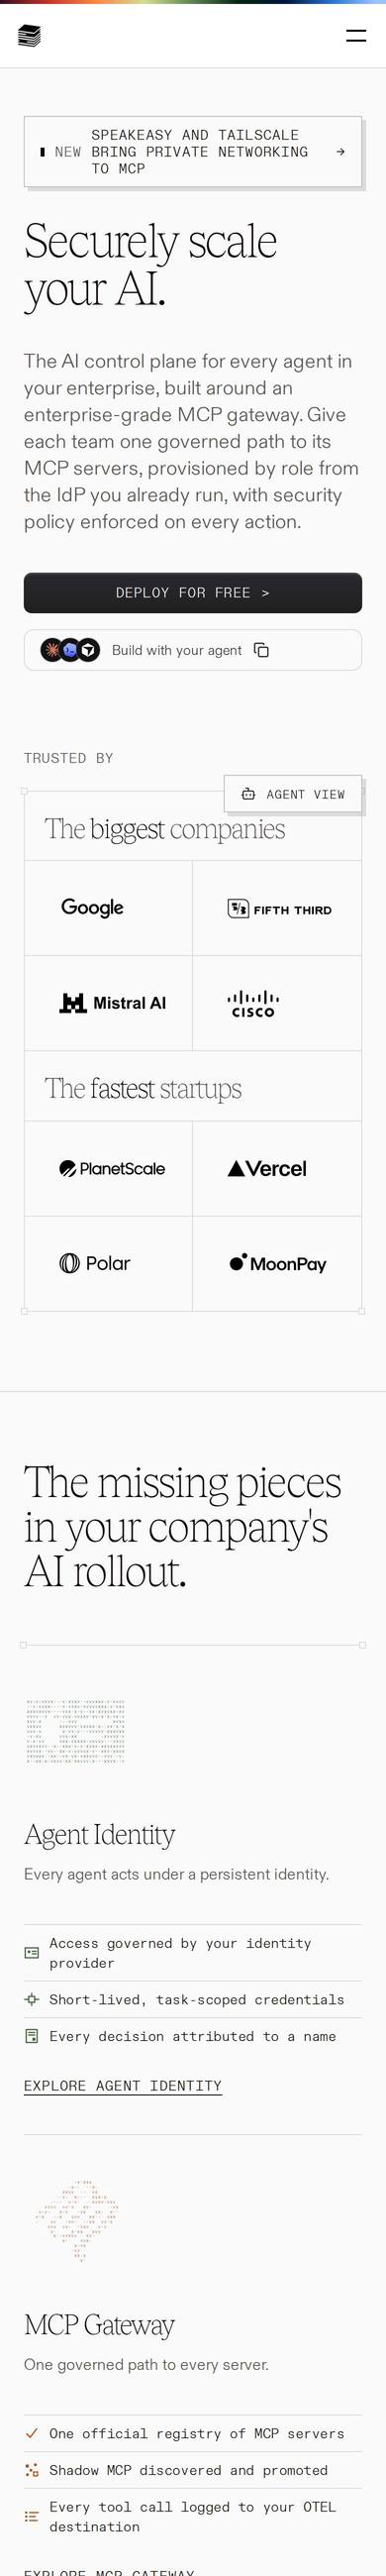 NEW
SPEAKEASY AND TAILSCALE
BRING PRIVATE NETWORKING
TO MCP
Securely scale
your AI.
The AI control plane for every agent in
your enterprise, built around an
enterprise-grade MCP gateway. Give
each team one governed path to its
MCP servers, provisioned by role from
the IdP you already run, with security
policy enforced on every action.
DEPLOY FOR FREE >
Build with your agent
TRUSTED BY
AGENT VIEW
The biggest companies
Google
FIFTH THIRD
Mistral AI
CISCO
The fastest startups
PlanetScale
Vercel
Polar
MoonPay
The missing pieces
in your company's
AI rollout.
Agent Identity
Every agent acts under a persistent identity.
Access governed by your identity
provider
Short-lived, task-scoped credentials
Every decision attributed to a name
EXPLORE AGENT IDENTITY
MCP Gateway
One governed path to every server.
One official registry of MCP servers
Shadow MCP discovered and promoted
Every tool call logged to your OTEL
destination
EXPLORE MCP GATEWAY